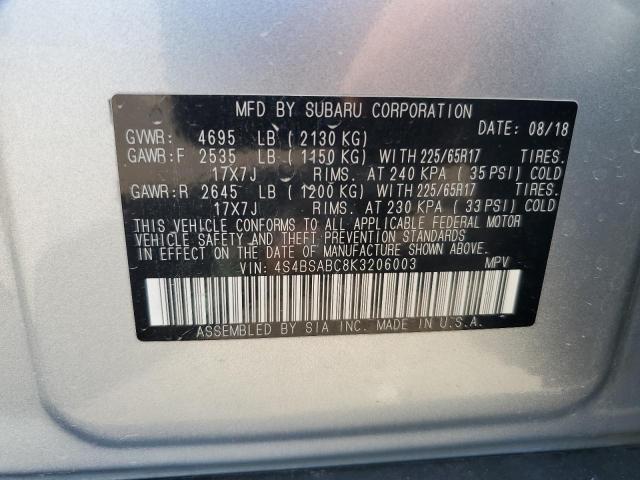 MFD BY SUBARU CORPORATION
DATE: 08/18
GVWR: 4695 LB ( 2130 KG)
GAWR:F 2535 LB ( 1150 KG) WITH 225/65R17 TIRES.
17X7J RIMS. AT 240 KPA ( 35 PSI) COLD
GAWR:R 2645 LB ( 1200 KG) WITH 225/65R17 TIRES.
17X7J RIMS. AT 230 KPA ( 33 PSI) COLD
THIS VEHICLE CONFORMS TO ALL APPLICABLE FEDERAL MOTOR
VEHICLE SAFETY AND THEFT PREVENTION STANDARDS
IN EFFECT ON THE DATE OF MANUFACTURE SHOWN ABOVE.
VIN: 4S4BSABC8K3206003 MPV
ASSEMBLED BY SIA INC. MADE IN U.S.A.